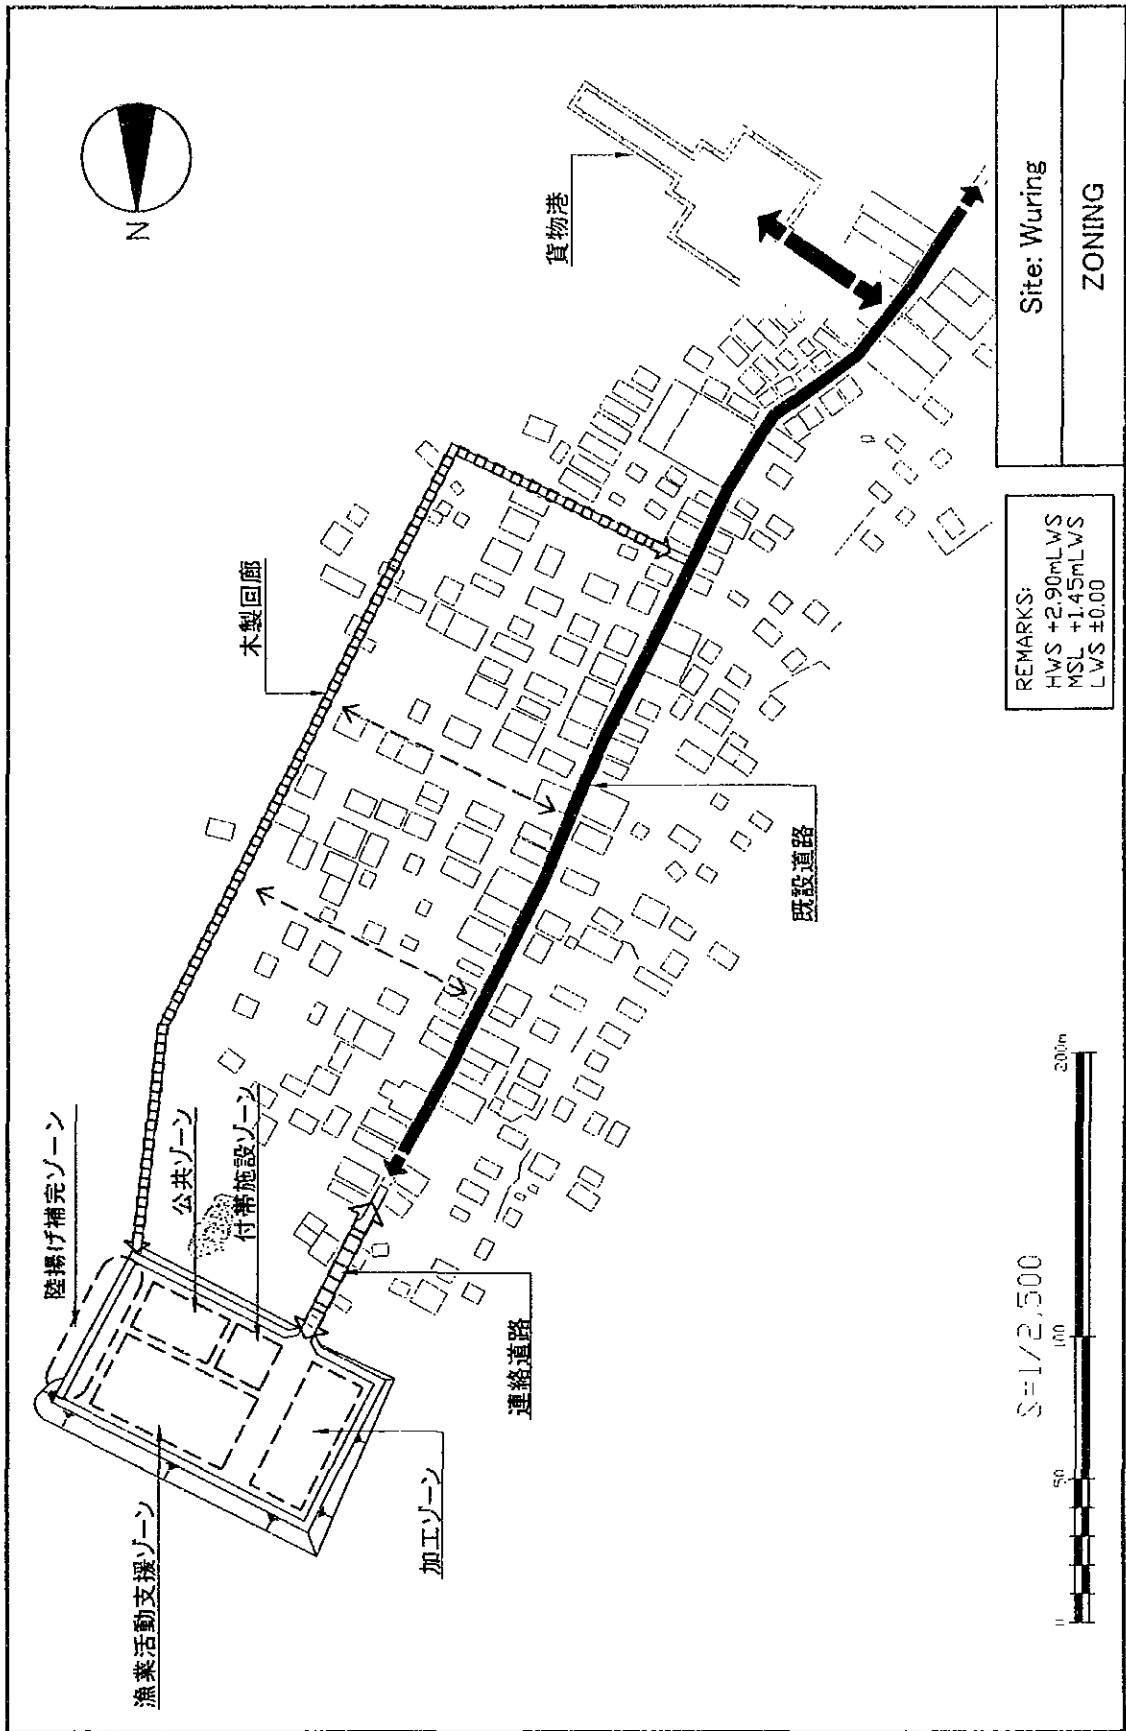 N
陸揚げ補完ゾーン
公共ゾーン
付帯施設ゾーン
漁業活動支援ゾーン
加工ゾーン
連絡道路
木製回廊
既設道路
貨物港
S=1/2,500
0
50
100
200m
REMARKS:
HWS +2.90mLWS
MSL +1.45mLWS
LWS ±0.00
Site: Wuring
ZONING